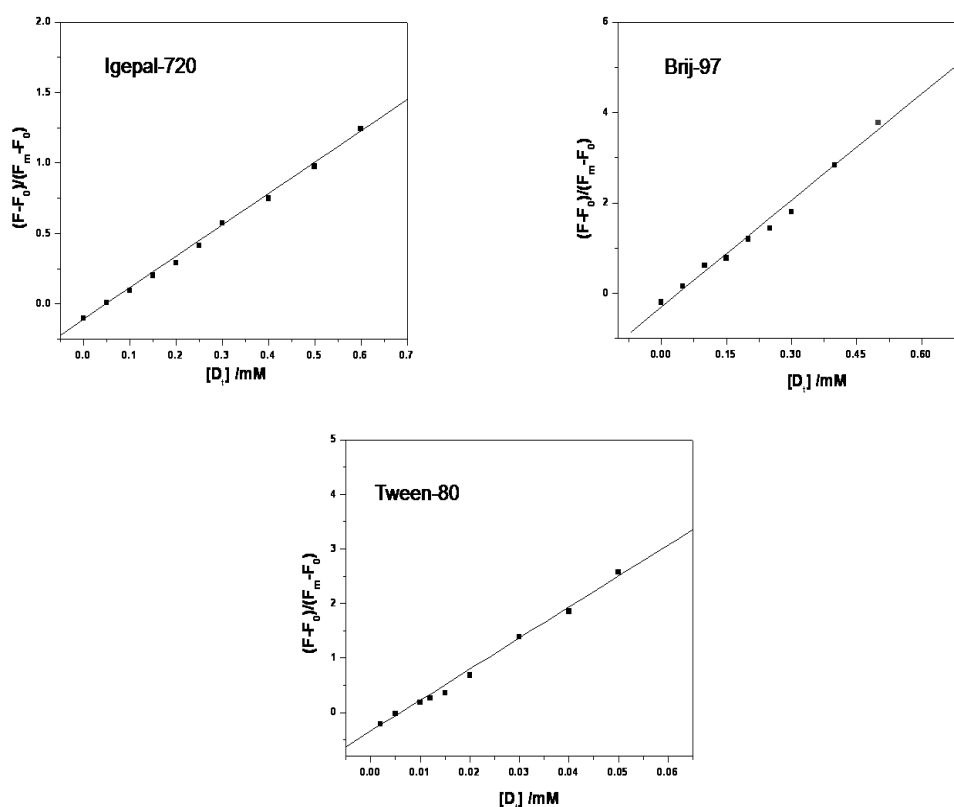 Igepal-720
(F-F0)/(Fm-F0)
2.0
1.5
1.0
0.5
0.0
0.0 0.1 0.2 0.3 0.4 0.5 0.6 0.7
[Dt] /mM
Brij-97
(F-F0)/(Fm-F0)
6
4
2
0
0.00 0.15 0.30 0.45 0.60
[Dt] /mM
Tween-80
(F-F0)/(Fm-F0)
5
4
3
2
1
0
0.00 0.01 0.02 0.03 0.04 0.05 0.06
[Dt] /mM